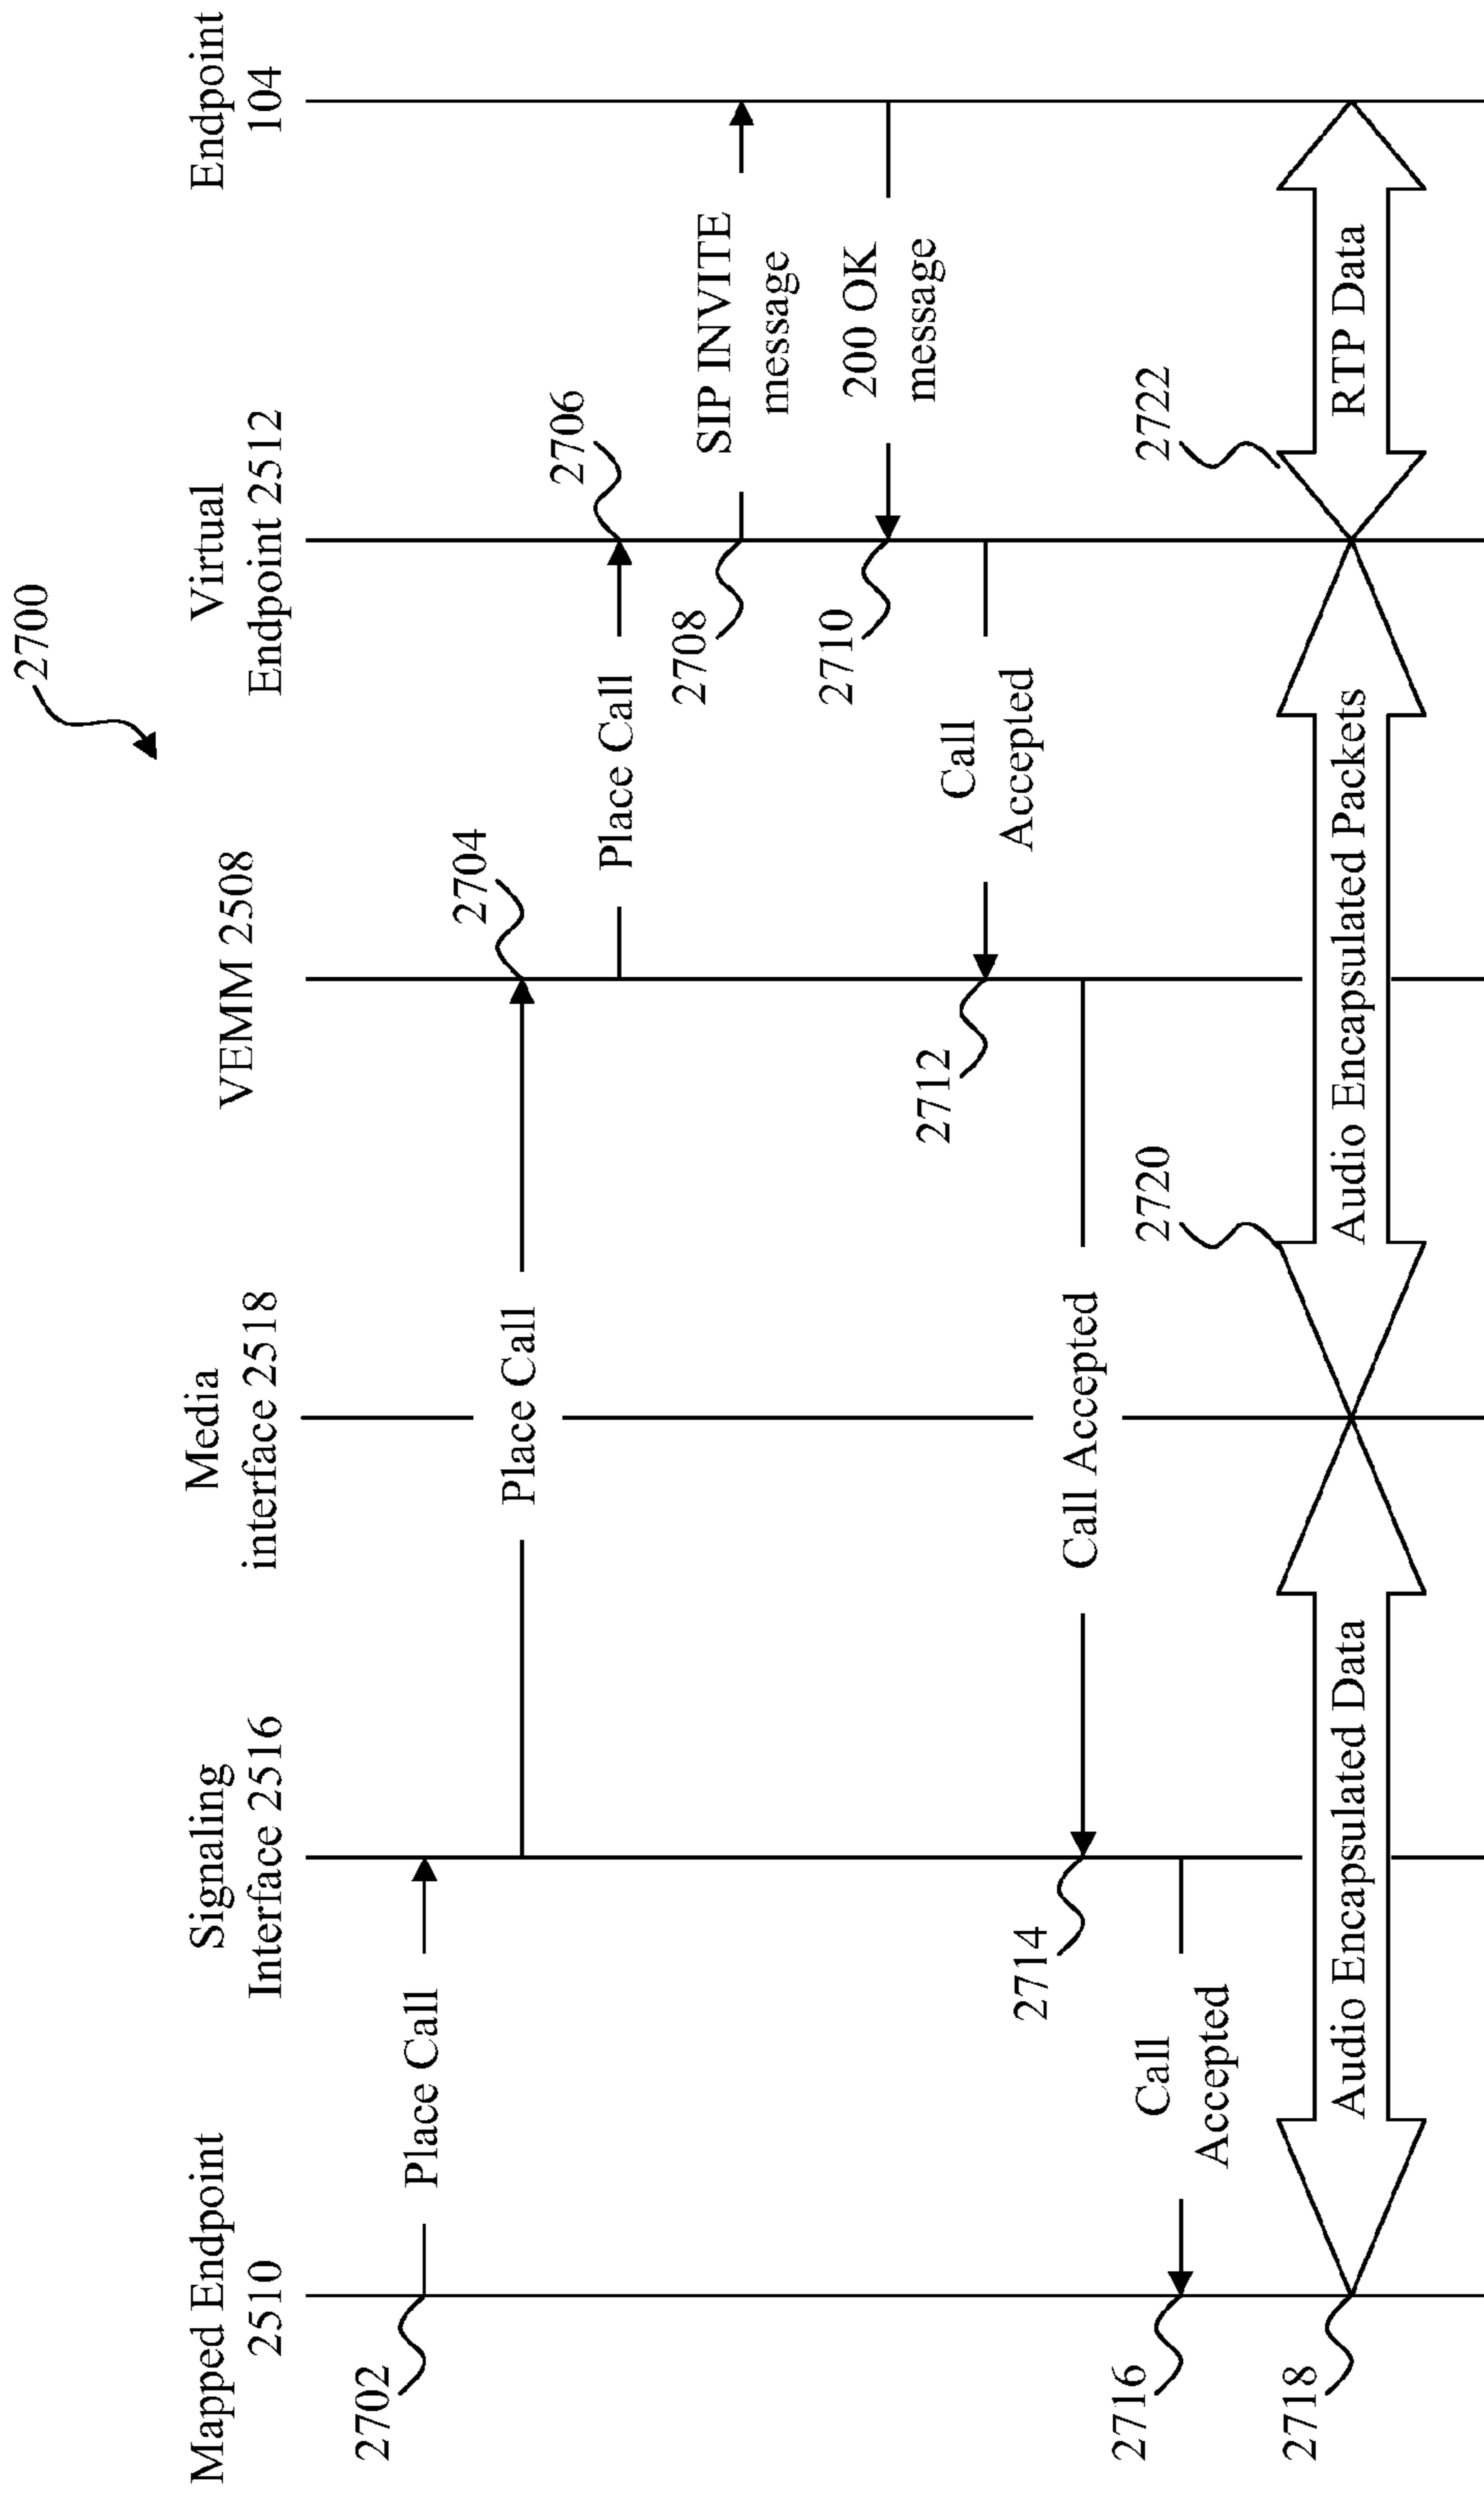 2700
Mapped Endpoint
2510
Signaling
Interface 2516
Media
interface 2518
VEMM 2508
Virtual
Endpoint 2512
Endpoint
104
2702
Place Call
Place Call
2704
Place Call
2706
2708
SIP INVITE
message
2710
200 OK
message
2712
Call
Accepted
2714
Call Accepted
2716
Call
Accepted
2718
Audio Encapsulated Data
2720
Audio Encapsulated Packets
2722
RTP Data